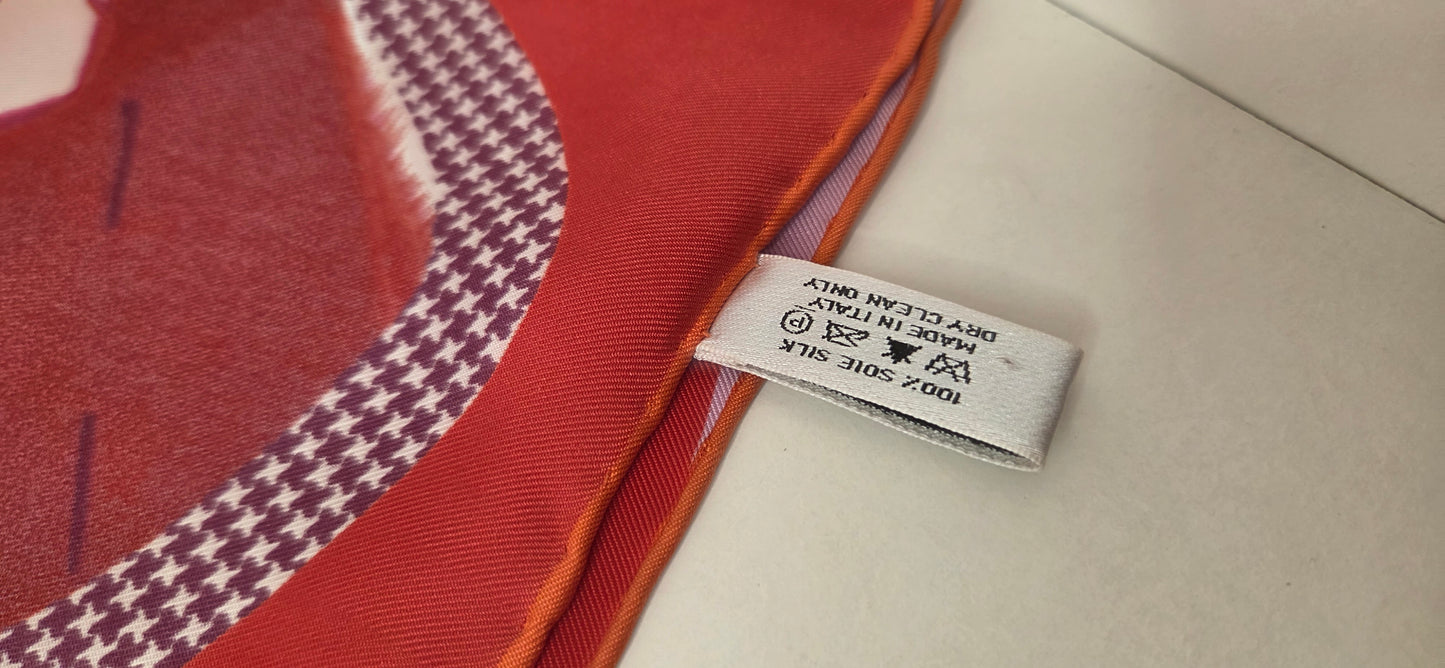 100% SOIE SILK
MADE IN ITALY
DRY CLEAN ONLY